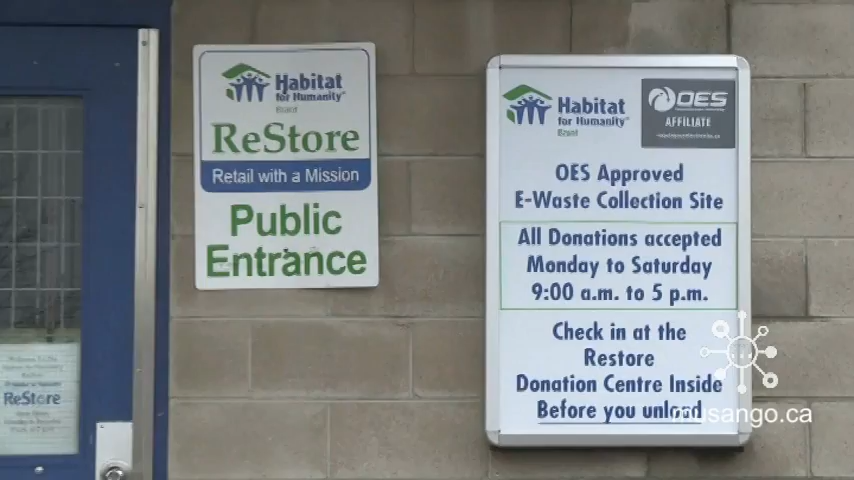 Habitat
for Humanity®
Brant
ReStore
Retail with a Mission
Public
Entrance
Habitat
for Humanity®
Brant
OES
AFFILIATE
OES Approved
E-Waste Collection Site
All Donations accepted
Monday to Saturday
9:00 a.m. to 5 p.m.
Check in at the
Restore
Donation Centre Inside
Before you unload
musango.ca
ReStore